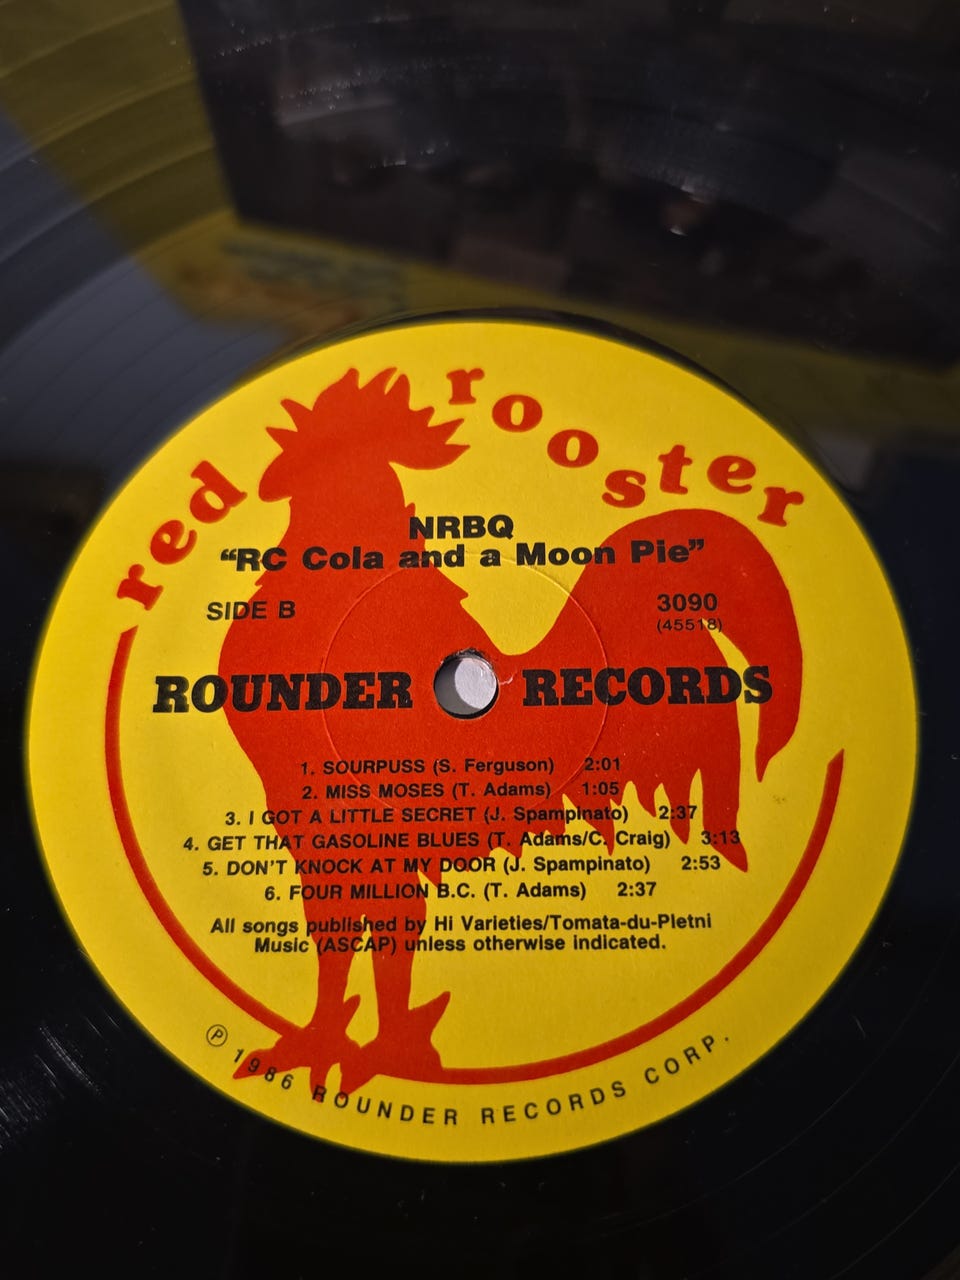 red rooster
NRBQ
“RC Cola and a Moon Pie”
SIDE B
3090
(45518)
ROUNDER RECORDS
1. SOURPUSS (S. Ferguson) 2:01
2. MISS MOSES (T. Adams) 1:05
3. I GOT A LITTLE SECRET (J. Spampinato) 2:37
4. GET THAT GASOLINE BLUES (T. Adams/C. Craig) 3:13
5. DON'T KNOCK AT MY DOOR (J. Spampinato) 2:53
6. FOUR MILLION B.C. (T. Adams) 2:37
All songs published by Hi Varieties/Tomata-du-Pletni
Music (ASCAP) unless otherwise indicated.
℗ 1986 ROUNDER RECORDS CORP.